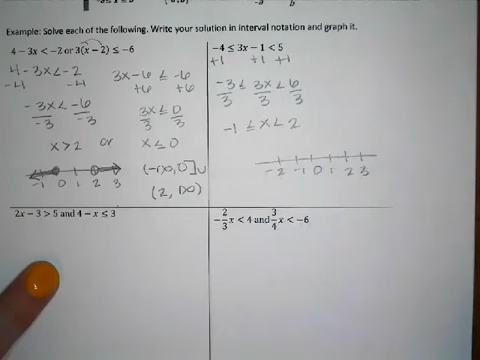 Example: Solve each of the following. Write your solution in interval notation and graph it.
4 − 3x < −2 or 3(x − 2) ≤ −6
4 - 3x < -2
-4 -4
-3x < -6
-3 -3
x > 2 or x ≤ 0
3x - 6 ≤ -6
+6 +6
3x ≤ 0
3 3
-1 0 1 2 3
(-∞, 0] ∪
(2, ∞)
−4 ≤ 3x − 1 < 5
+1 +1 +1
-3 ≤ 3x < 6
3 3 3
-1 ≤ x < 2
-2 -1 0 1 2 3
2x − 3 > 5 and 4 − x ≤ 3
−2/3 x < 4 and 3/4 x < −6